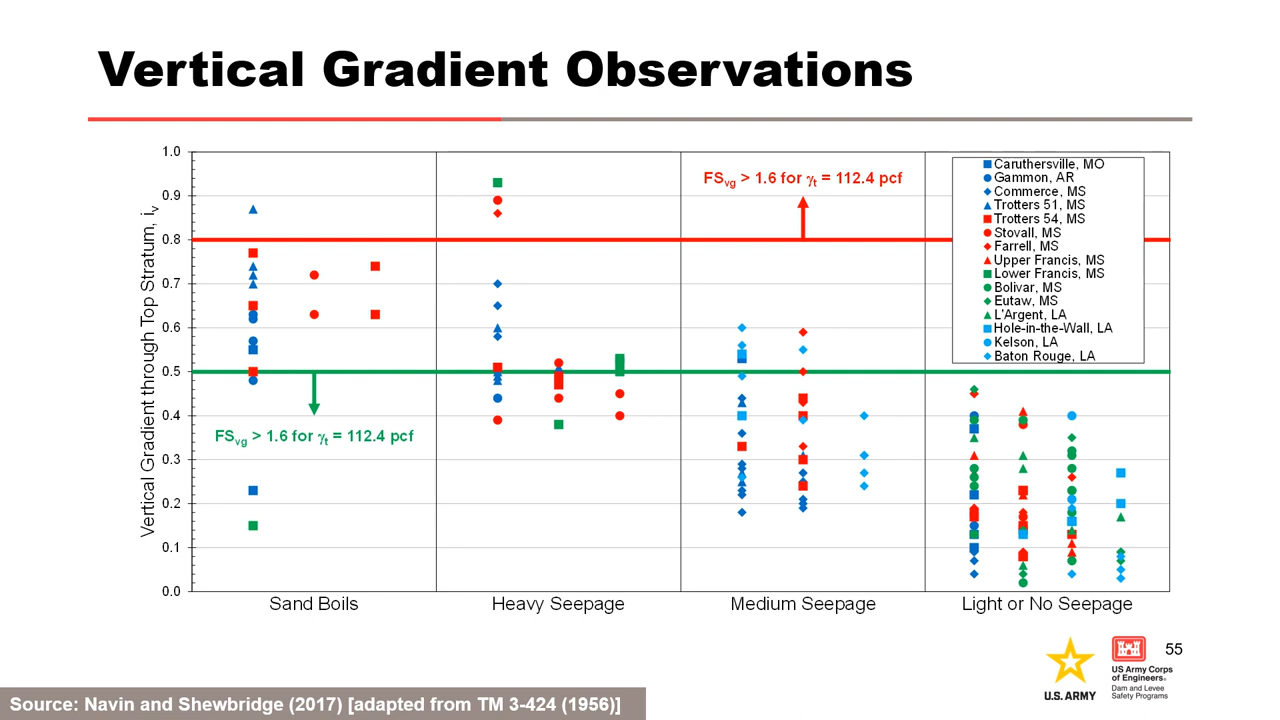 Vertical Gradient Observations
Vertical Gradient through Top Stratum, iv
1.0
0.9
0.8
0.7
0.6
0.5
0.4
0.3
0.2
0.1
0.0
FSvg > 1.6 for γt = 112.4 pcf
FSvg > 1.6 for γt = 112.4 pcf
Caruthersville, MO
Gammon, AR
Commerce, MS
Trotters 51, MS
Trotters 54, MS
Stovall, MS
Farrell, MS
Upper Francis, MS
Lower Francis, MS
Bolivar, MS
Eutaw, MS
L'Argent, LA
Hole-in-the-Wall, LA
Kelson, LA
Baton Rouge, LA
Sand Boils
Heavy Seepage
Medium Seepage
Light or No Seepage
55
U.S. ARMY
US Army Corps
of Engineers®
Dam and Levee
Safety Programs
Source: Navin and Shewbridge (2017) [adapted from TM 3-424 (1956)]